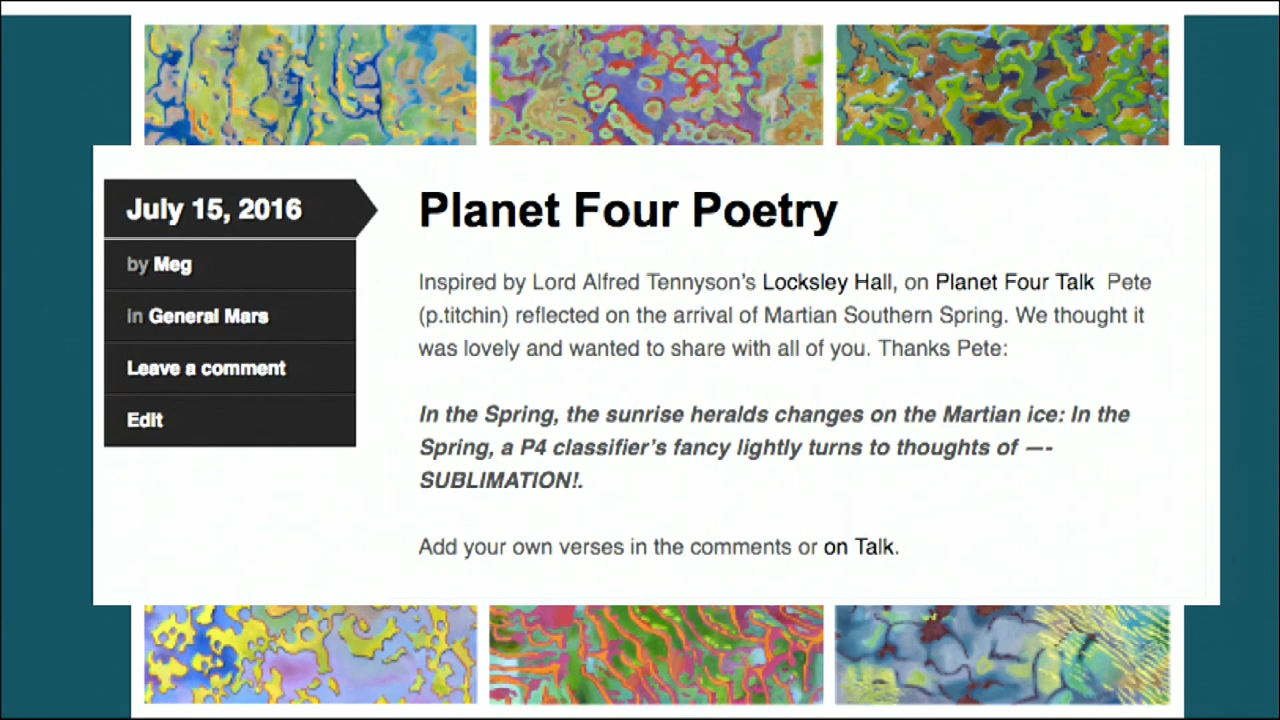 July 15, 2016
by Meg
in General Mars
Leave a comment
Edit
Planet Four Poetry
Inspired by Lord Alfred Tennyson’s Locksley Hall, on Planet Four Talk Pete
(p.titchin) reflected on the arrival of Martian Southern Spring. We thought it
was lovely and wanted to share with all of you. Thanks Pete:
In the Spring, the sunrise heralds changes on the Martian ice: In the
Spring, a P4 classifier’s fancy lightly turns to thoughts of —-
SUBLIMATION!.
Add your own verses in the comments or on Talk.